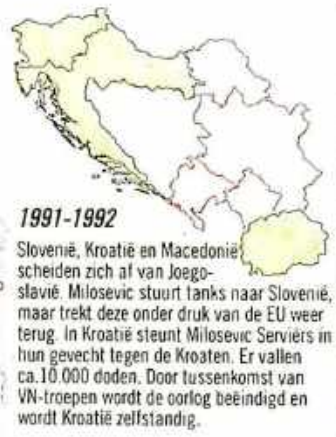 1991-1992
Slovenië, Kroatië en Macedonië
scheiden zich af van Joego-
slavië. Milosevic stuurt tanks naar Slovenië,
maar trekt deze onder druk van de EU weer
terug. In Kroatië steunt Milosevic Serviërs in
hun gevecht tegen de Kroaten. Er vallen
ca.10.000 doden. Door tussenkomst van
VN-troepen wordt de oorlog beëindigd en
wordt Kroatië zelfstandig.